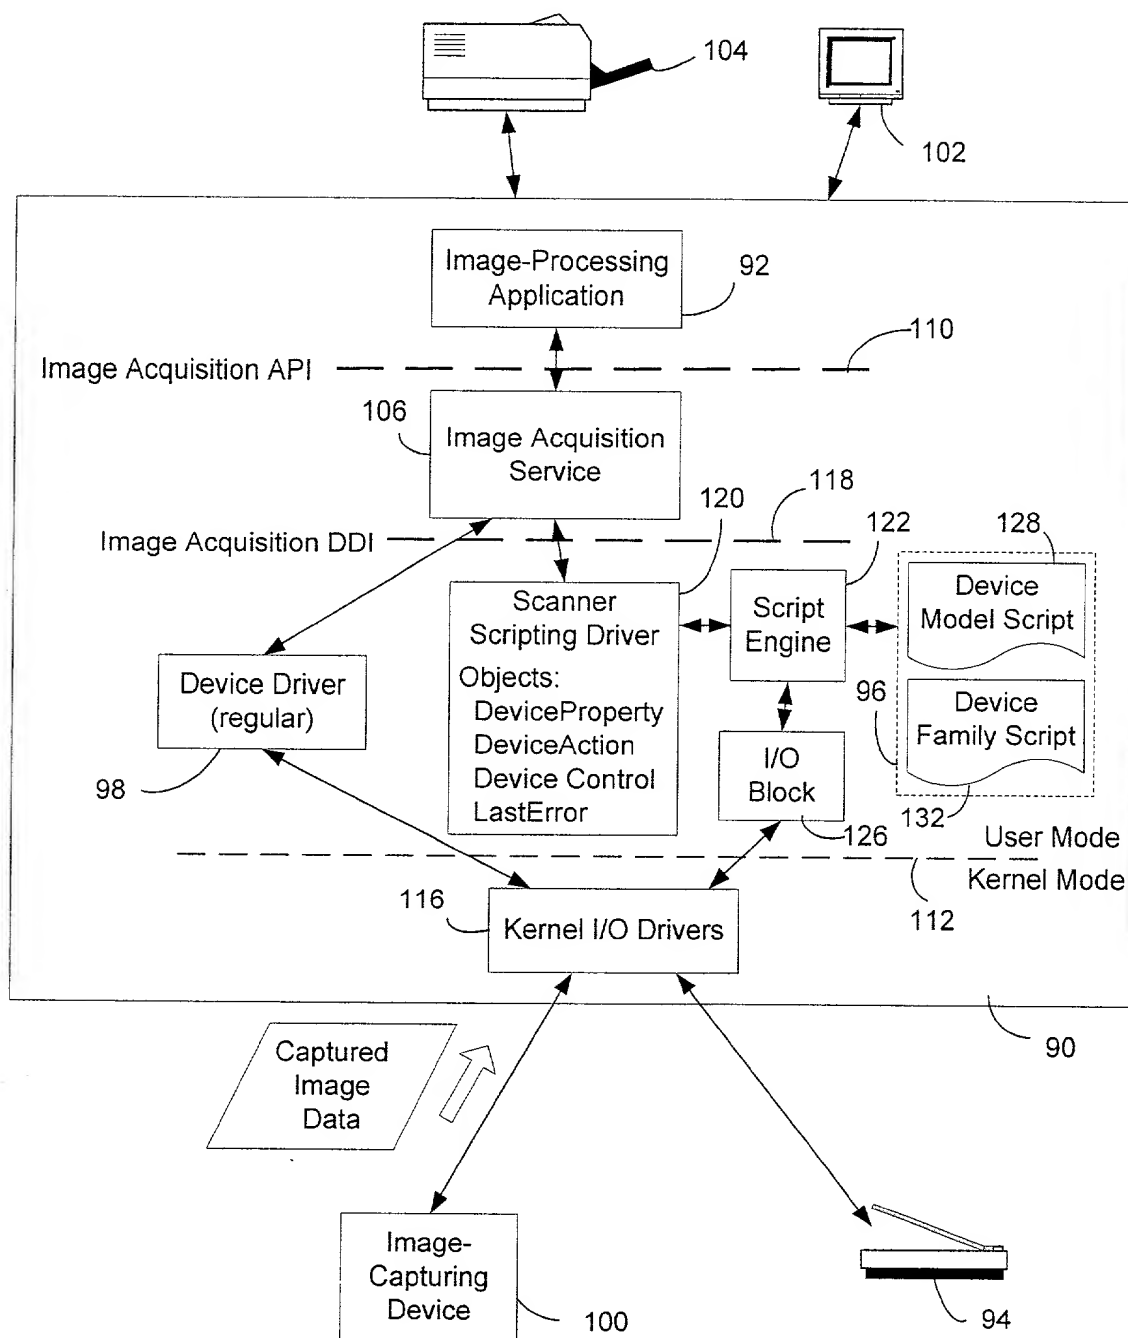 104
102
Image-Processing
Application
92
110
Image Acquisition API
106
Image Acquisition
Service
118
120
122
128
Image Acquisition DDI
Scanner
Scripting Driver
Objects:
DeviceProperty
DeviceAction
Device Control
LastError
Script
Engine
Device
Model Script
Device
Family Script
96
132
Device Driver
(regular)
98
I/O
Block
126
User Mode
Kernel Mode
112
116
Kernel I/O Drivers
90
Captured
Image
Data
Image-
Capturing
Device
100
94